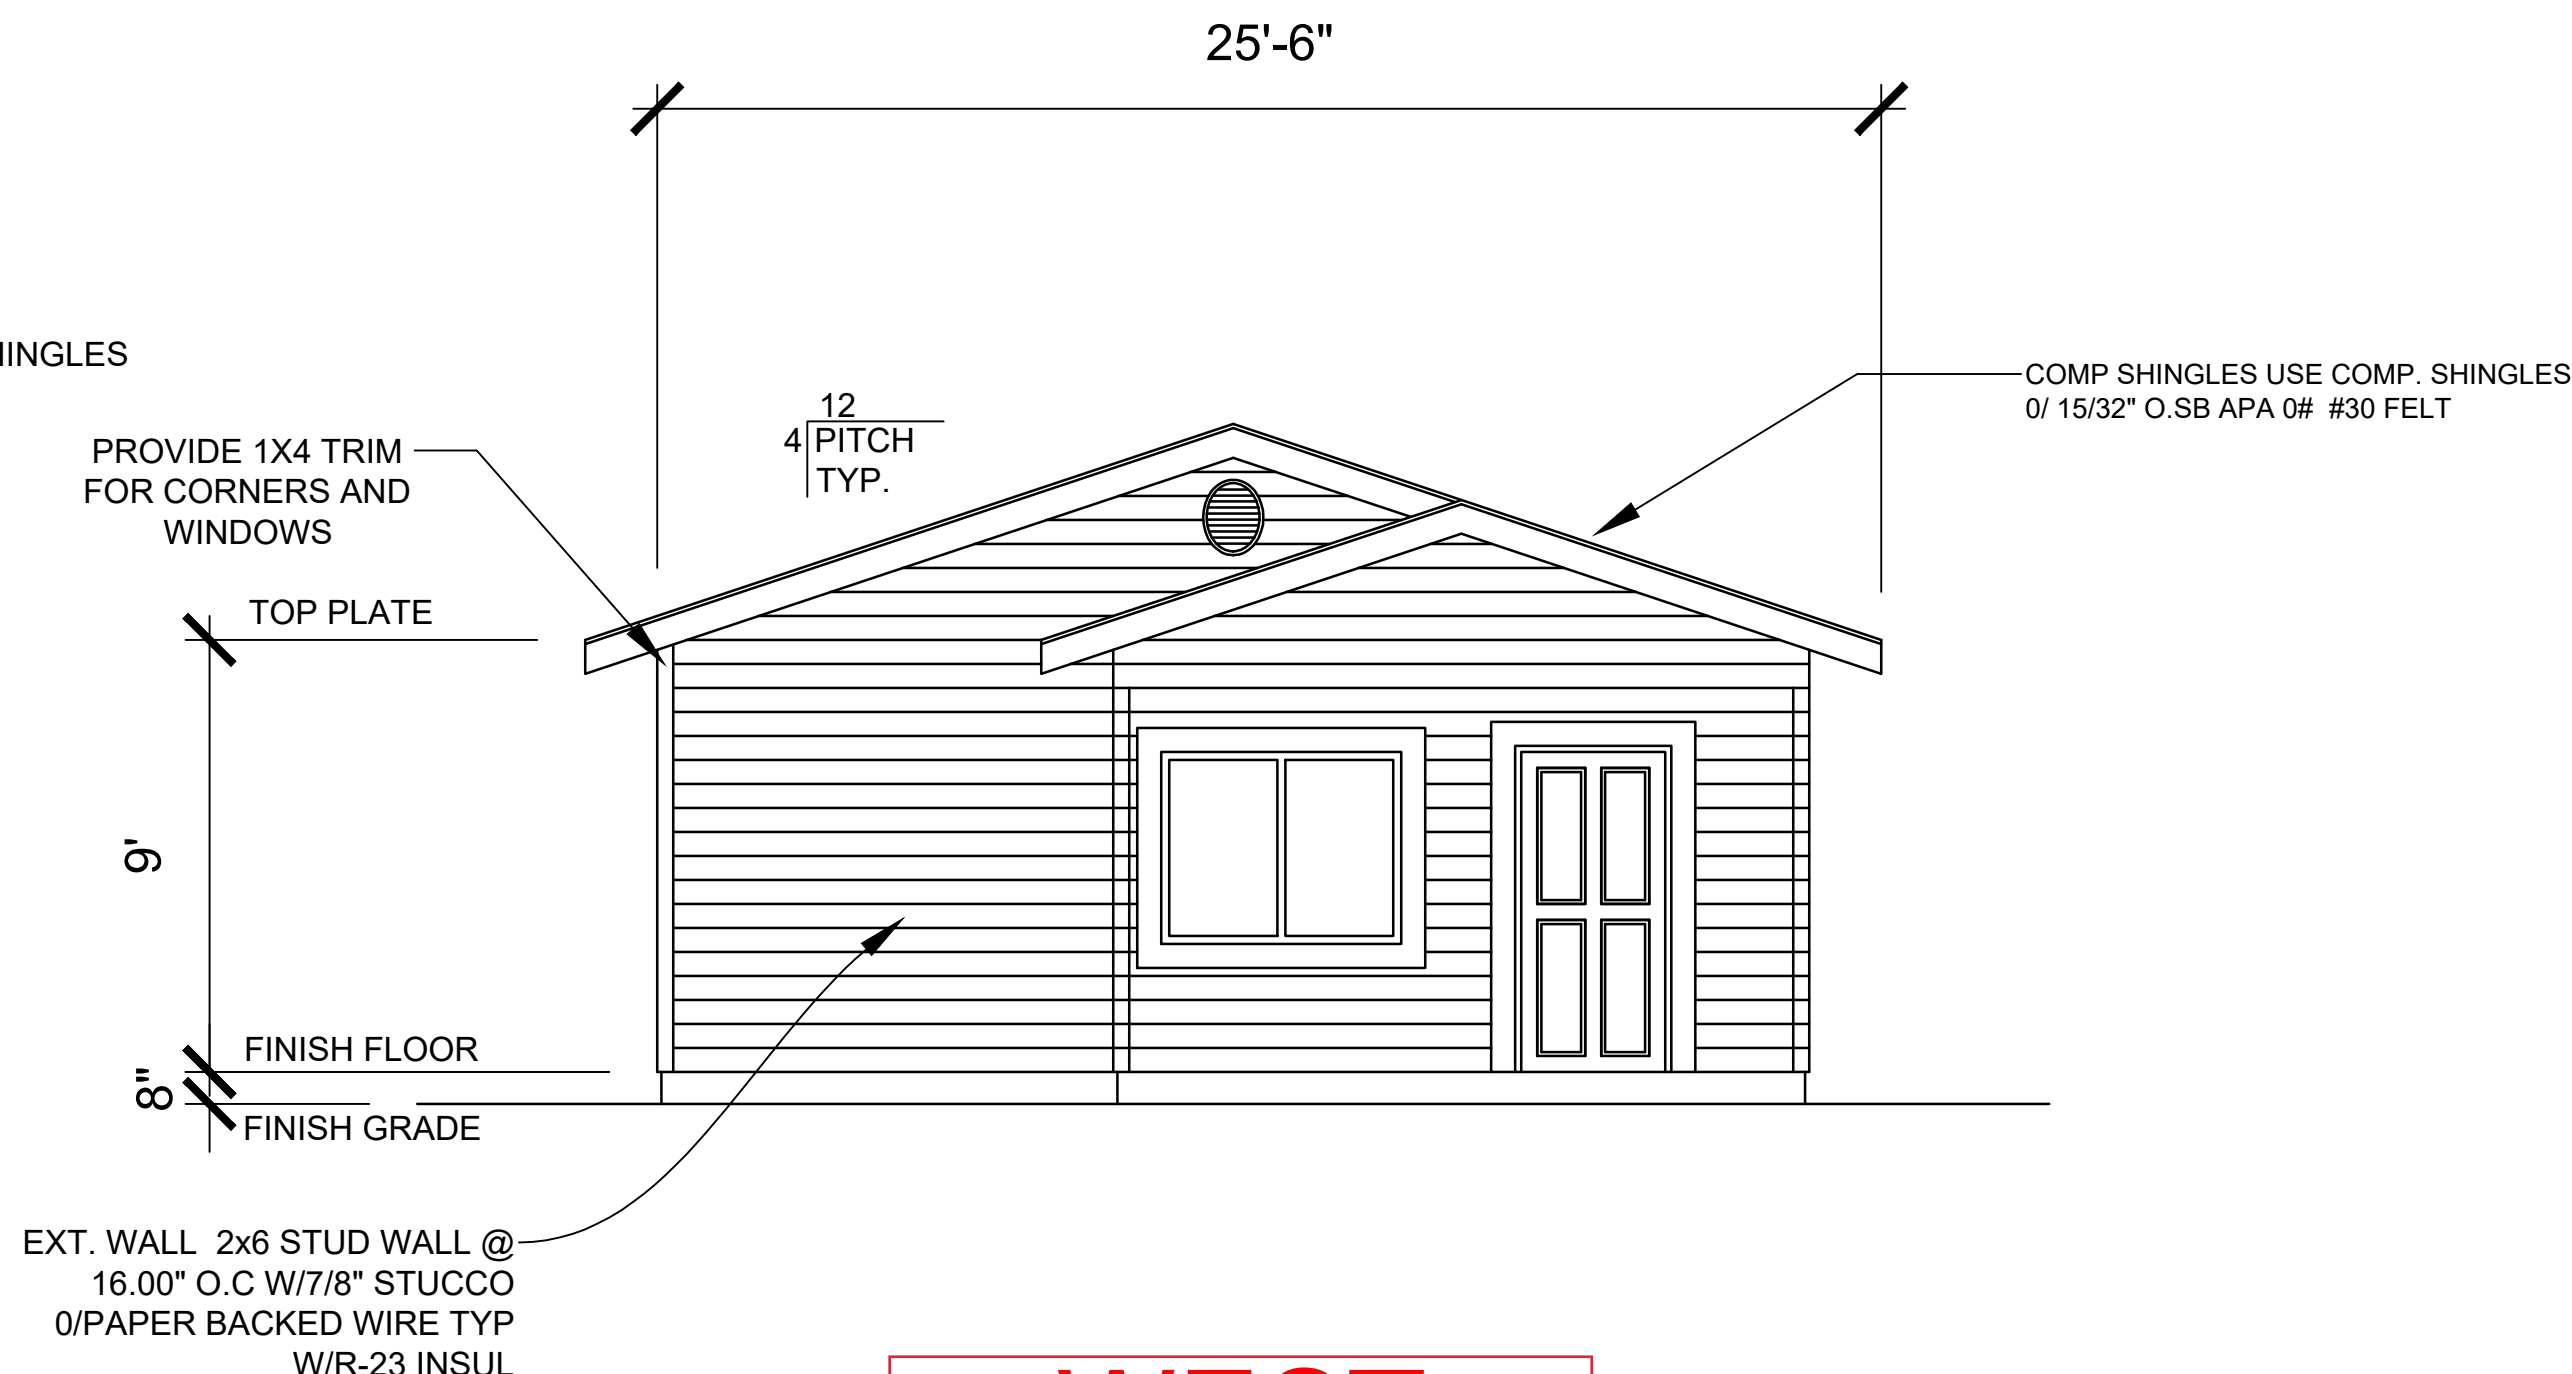 25'-6"
HINGLES
12
4 PITCH
TYP.
COMP SHINGLES USE COMP. SHINGLES
0/ 15/32" O.SB APA 0# #30 FELT
PROVIDE 1X4 TRIM
FOR CORNERS AND
WINDOWS
TOP PLATE
9'
FINISH FLOOR
8"
FINISH GRADE
EXT. WALL 2x6 STUD WALL @
16.00" O.C W/7/8" STUCCO
0/PAPER BACKED WIRE TYP
W/R-23 INSUL
WEST